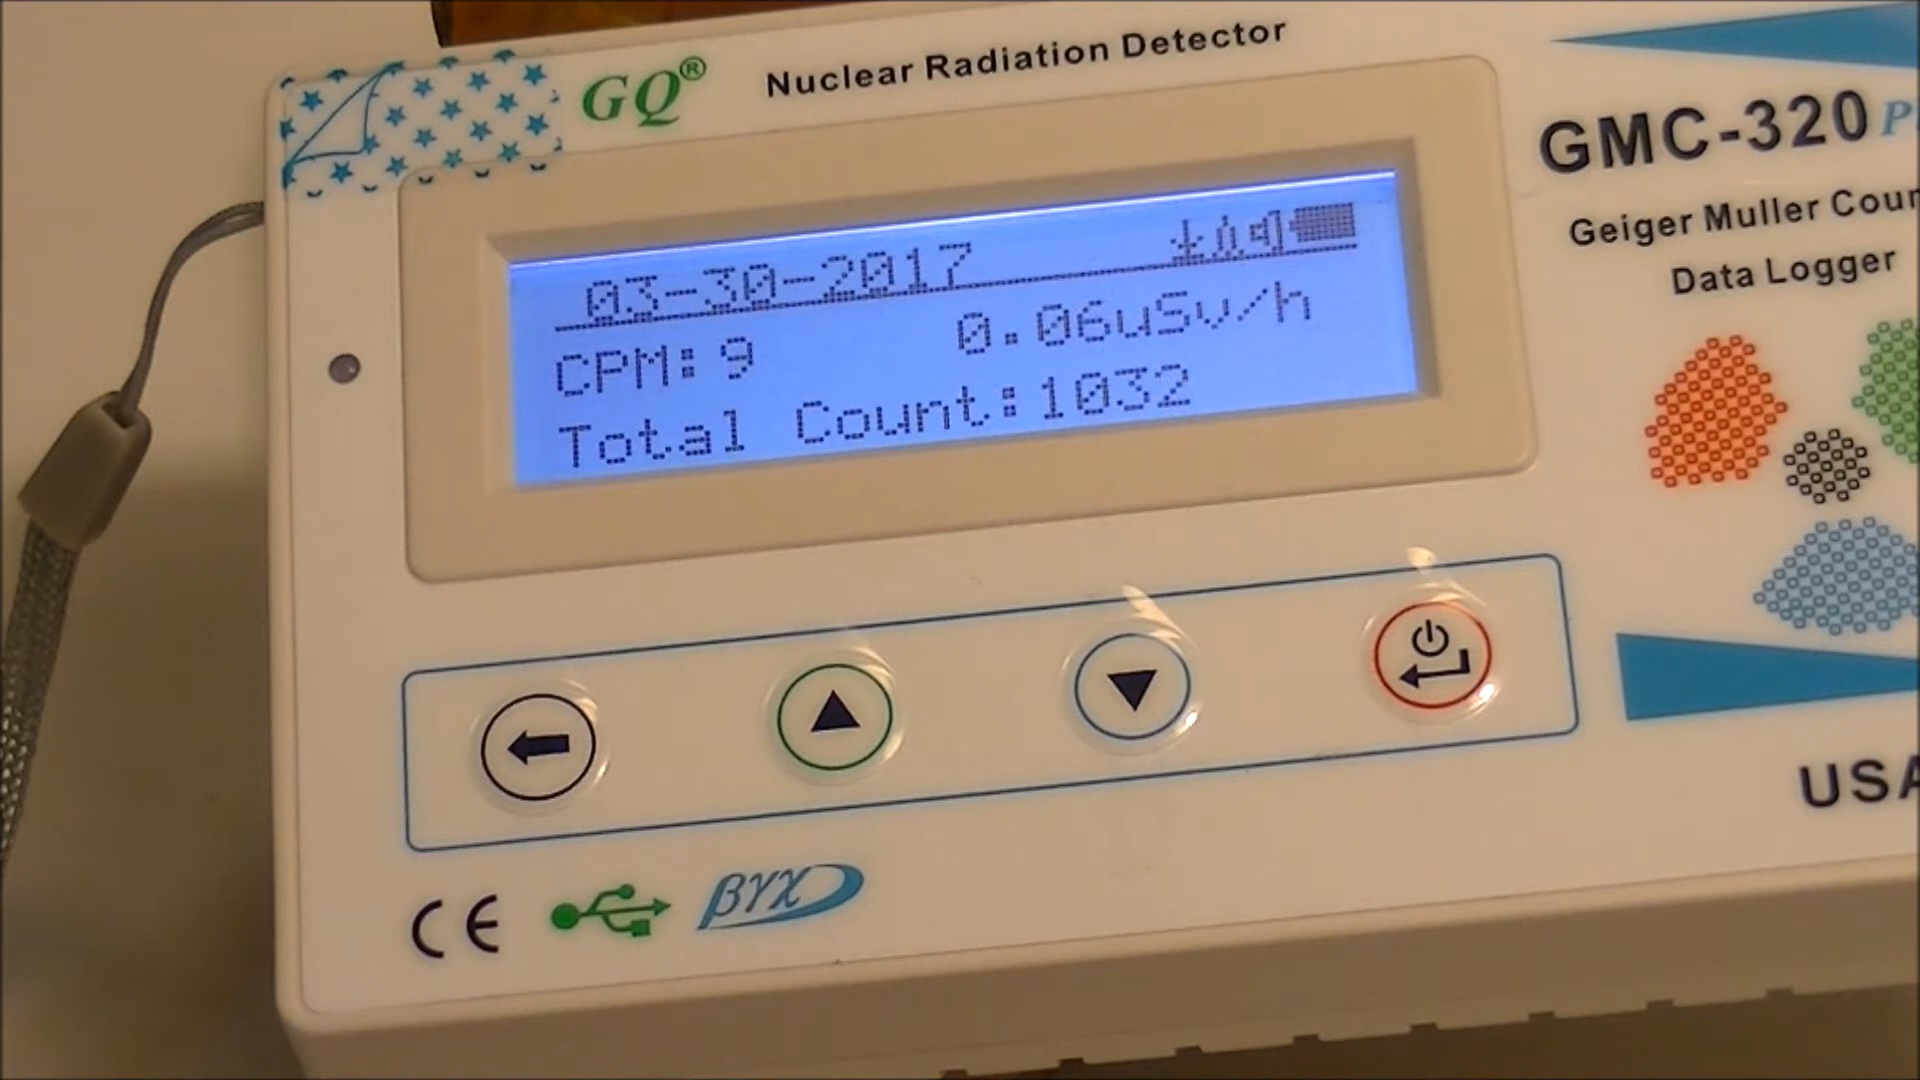 GQ® Nuclear Radiation Detector
03-30-2017
CPM:9 0.06uSv/h
Total Count:1032
GMC-320 P
Geiger Muller Coun
Data Logger
USA
CE βγχ